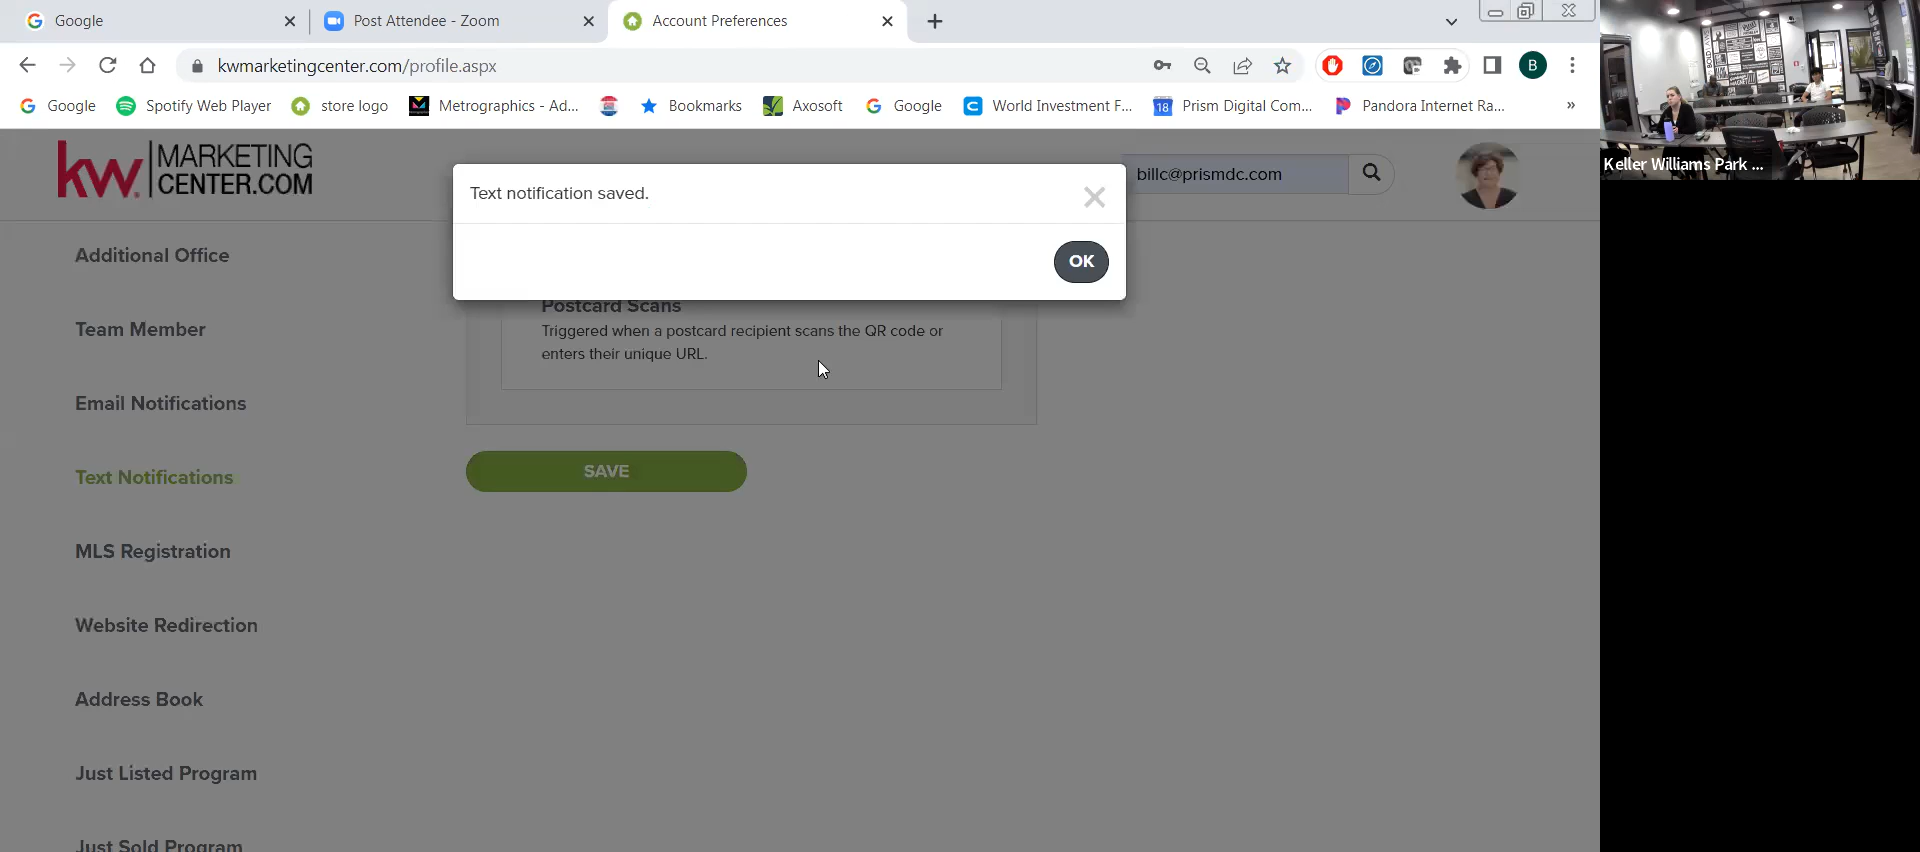 Google
Post Attendee - Zoom
Account Preferences
kwmarketingcenter.com/profile.aspx
B
Google
Spotify Web Player
store logo
Metrographics - Ad...
Bookmarks
Axosoft
Google
World Investment F...
18
Prism Digital Com...
Pandora Internet Ra...
»
kw. MARKETING
CENTER.COM
Text notification saved.
OK
billc@prismdc.com
Keller Williams Park ...
Additional Office
Team Member
Email Notifications
Text Notifications
MLS Registration
Website Redirection
Address Book
Just Listed Program
Just Sold Program
Postcard Scans
Triggered when a postcard recipient scans the QR code or
enters their unique URL.
SAVE